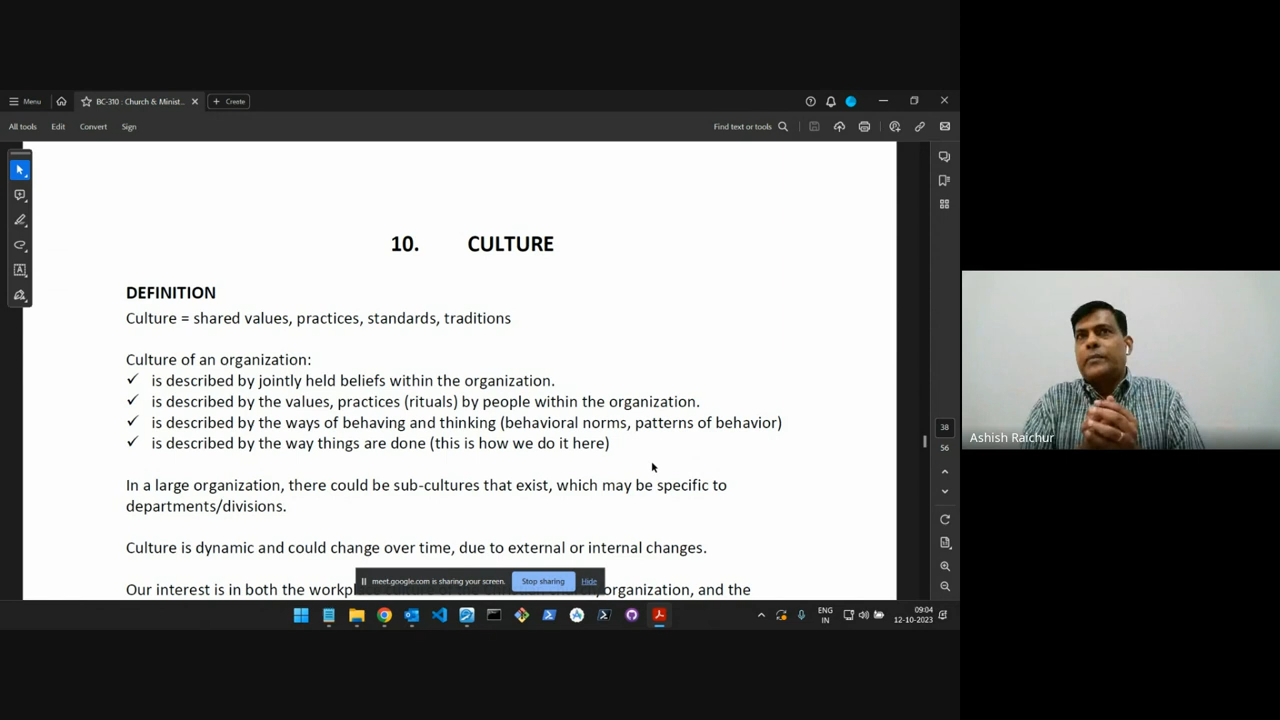 Menu
BC-310 : Church & Minist...
Create
All tools
Edit
Convert
Sign
Find text or tools
10. CULTURE
DEFINITION
Culture = shared values, practices, standards, traditions
Culture of an organization:
✓ is described by jointly held beliefs within the organization.
✓ is described by the values, practices (rituals) by people within the organization.
✓ is described by the ways of behaving and thinking (behavioral norms, patterns of behavior)
✓ is described by the way things are done (this is how we do it here)
In a large organization, there could be sub-cultures that exist, which may be specific to
departments/divisions.
Culture is dynamic and could change over time, due to external or internal changes.
Our interest is in both the organization, and the
meet.google.com is sharing your screen.
Stop sharing
Hide
38
56
ENG
IN
09:04
12-10-2023
Ashish Raichur